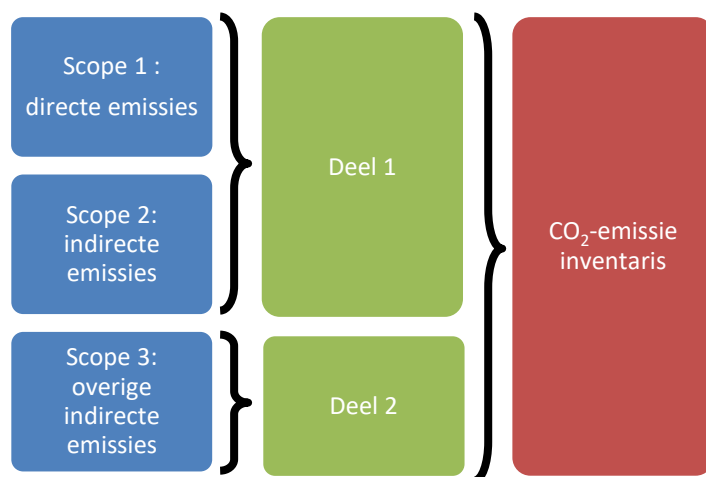 Scope 1 :
directe emissies
Scope 2:
indirecte
emissies
Scope 3:
overige
indirecte
emissies
Deel 1
Deel 2
CO₂-emissie
inventaris